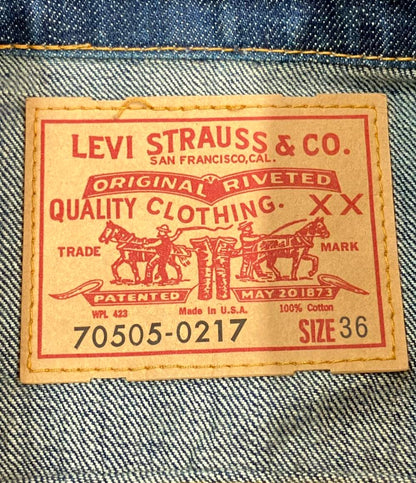 LEVI STRAUSS & CO.
SAN FRANCISCO, CAL.
ORIGINAL RIVETED
QUALITY CLOTHING. XX
TRADE MARK
PATENTED MAY 20 1873
WPL 423 Made in U.S.A. 100% Cotton
70505-0217 SIZE 36